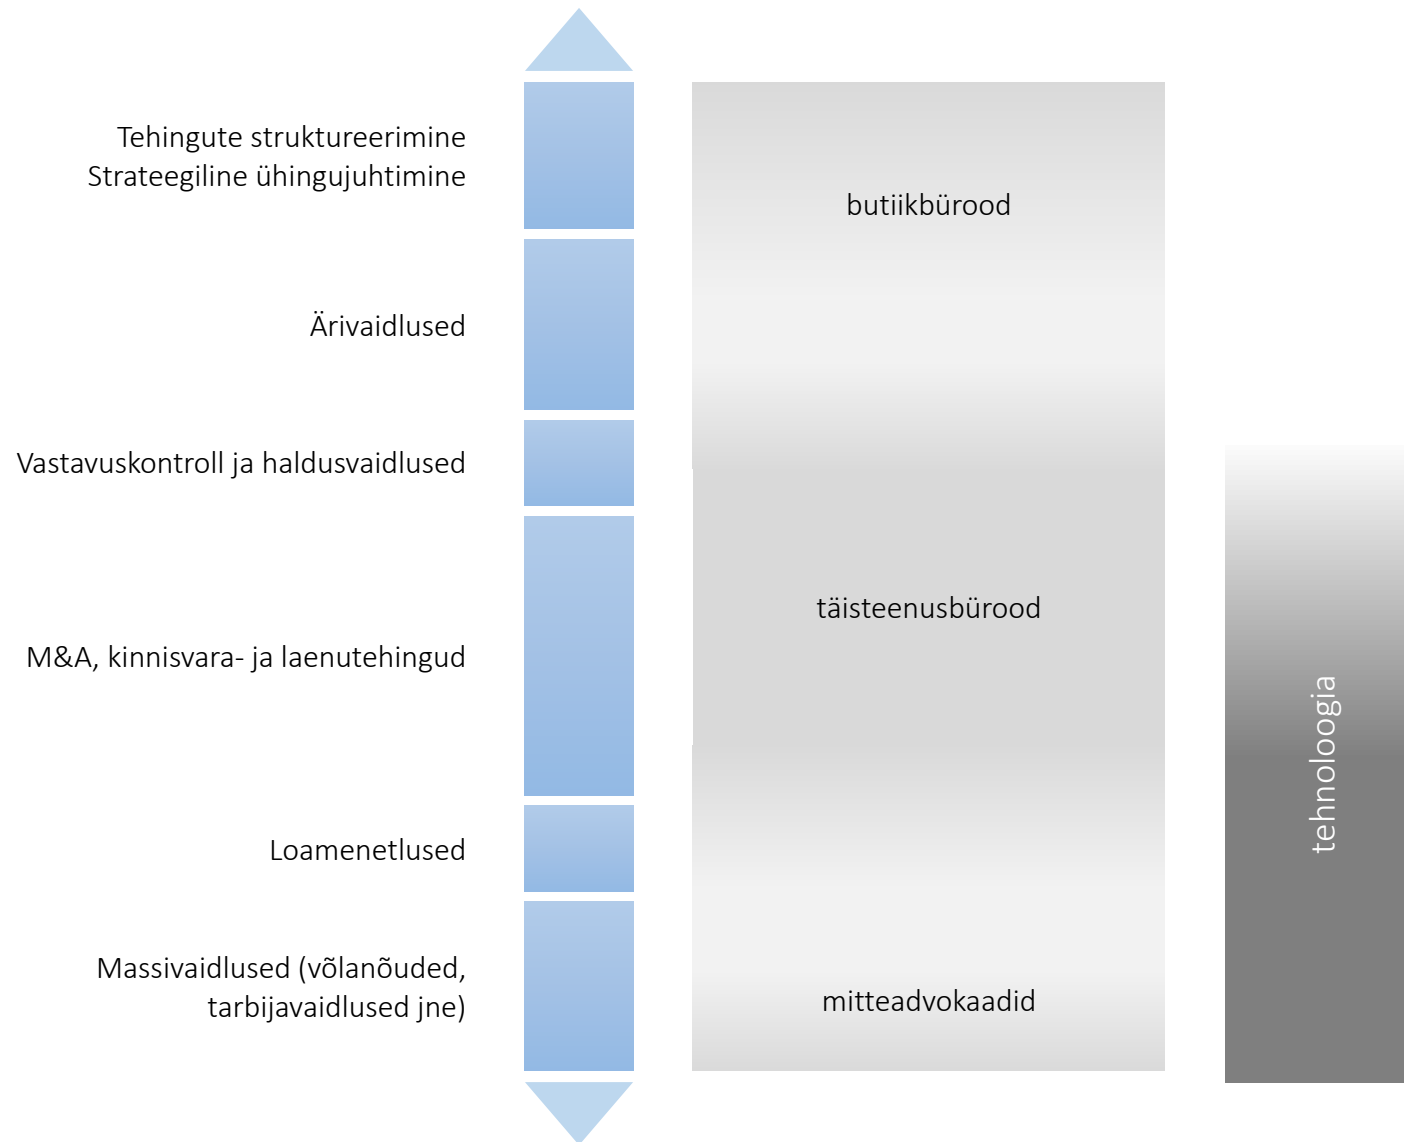 Tehingute struktureerimine
Strateegiline ühingujuhtimine
Ärivaidlused
Vastavuskontroll ja haldusvaidlused
M&A, kinnisvara- ja laenutehingud
Loamenetlused
Massivaidlused (võlanõuded,
tarbijavaidlused jne)
butiikbürood
täisteenusbürood
mitteadvokaadid
tehnoloogia